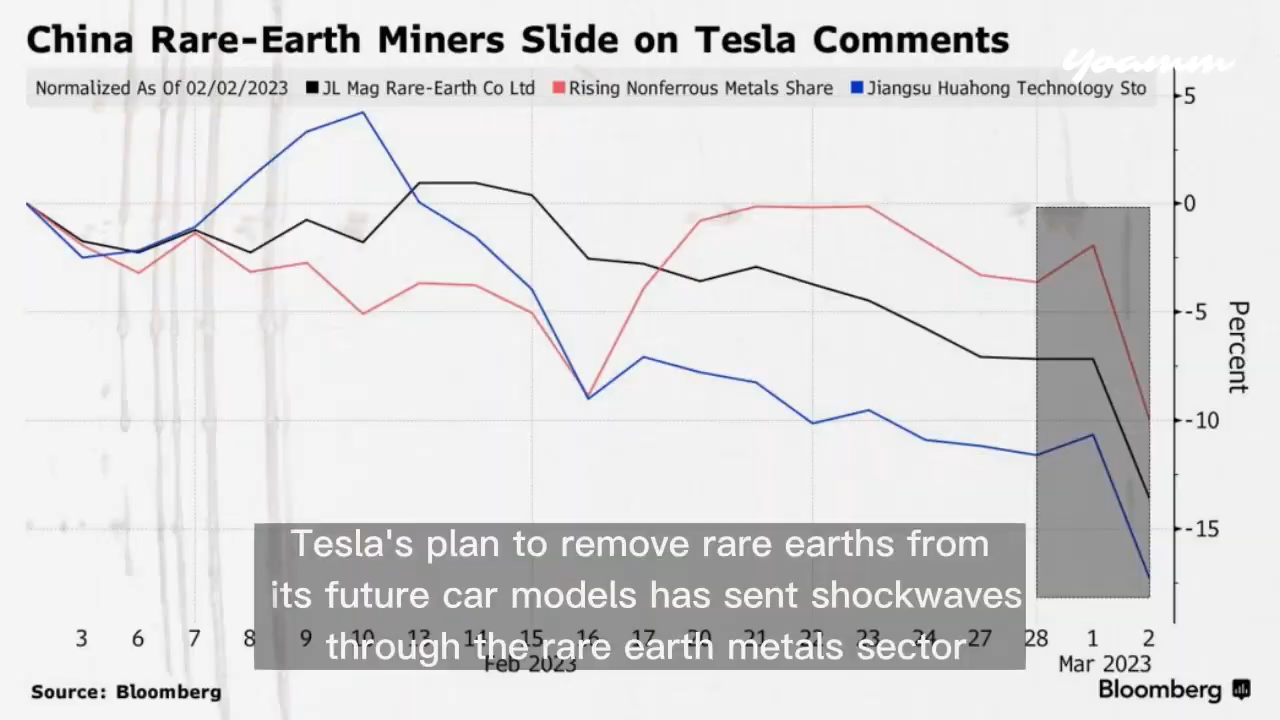 China Rare-Earth Miners Slide on Tesla Comments
Yoamm
Normalized As Of 02/02/2023 JL Mag Rare-Earth Co Ltd Rising Nonferrous Metals Share Jiangsu Huahong Technology Sto
5
0
-5
-10
-15
Percent
Tesla's plan to remove rare earths from
its future car models has sent shockwaves
through the rare earth metals sector
3 6 7 8 9 10 13 14 15 16 17 20 21 22 23 24 27 28 1 2
Feb 2023 Mar 2023
Source: Bloomberg
Bloomberg